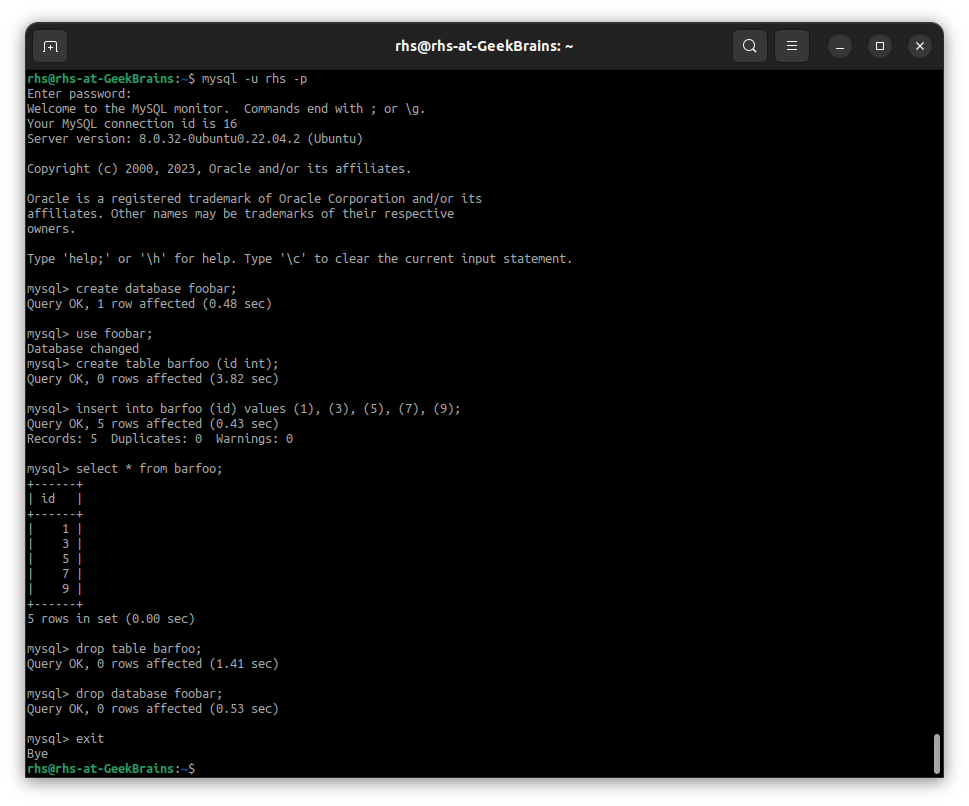 rhs@rhs-at-GeekBrains: ~
rhs@rhs-at-GeekBrains:~$ mysql -u rhs -p
Enter password:
Welcome to the MySQL monitor.  Commands end with ; or \g.
Your MySQL connection id is 16
Server version: 8.0.32-0ubuntu0.22.04.2 (Ubuntu)

Copyright (c) 2000, 2023, Oracle and/or its affiliates.

Oracle is a registered trademark of Oracle Corporation and/or its
affiliates. Other names may be trademarks of their respective
owners.

Type 'help;' or '\h' for help. Type '\c' to clear the current input statement.

mysql> create database foobar;
Query OK, 1 row affected (0.48 sec)

mysql> use foobar;
Database changed
mysql> create table barfoo (id int);
Query OK, 0 rows affected (3.82 sec)

mysql> insert into barfoo (id) values (1), (3), (5), (7), (9);
Query OK, 5 rows affected (0.43 sec)
Records: 5  Duplicates: 0  Warnings: 0

mysql> select * from barfoo;
+------+
| id   |
+------+
|    1 |
|    3 |
|    5 |
|    7 |
|    9 |
+------+
5 rows in set (0.00 sec)

mysql> drop table barfoo;
Query OK, 0 rows affected (1.41 sec)

mysql> drop database foobar;
Query OK, 0 rows affected (0.53 sec)

mysql> exit
Bye
rhs@rhs-at-GeekBrains:~$